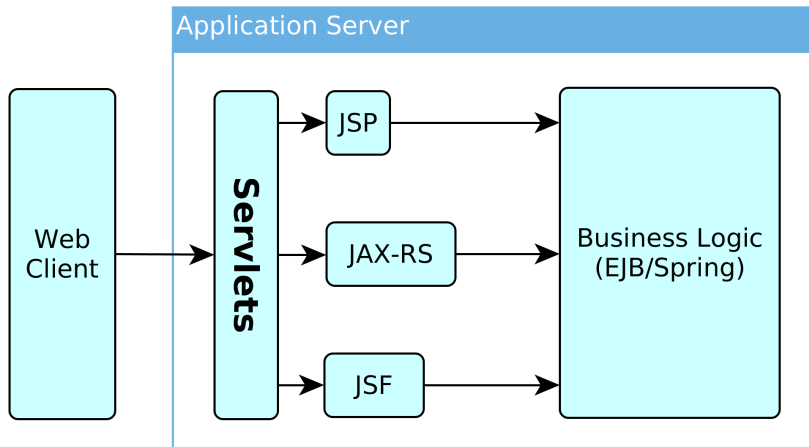 Application Server
Web
Client
Servlets
JSP
JAX-RS
JSF
Business Logic
(EJB/Spring)